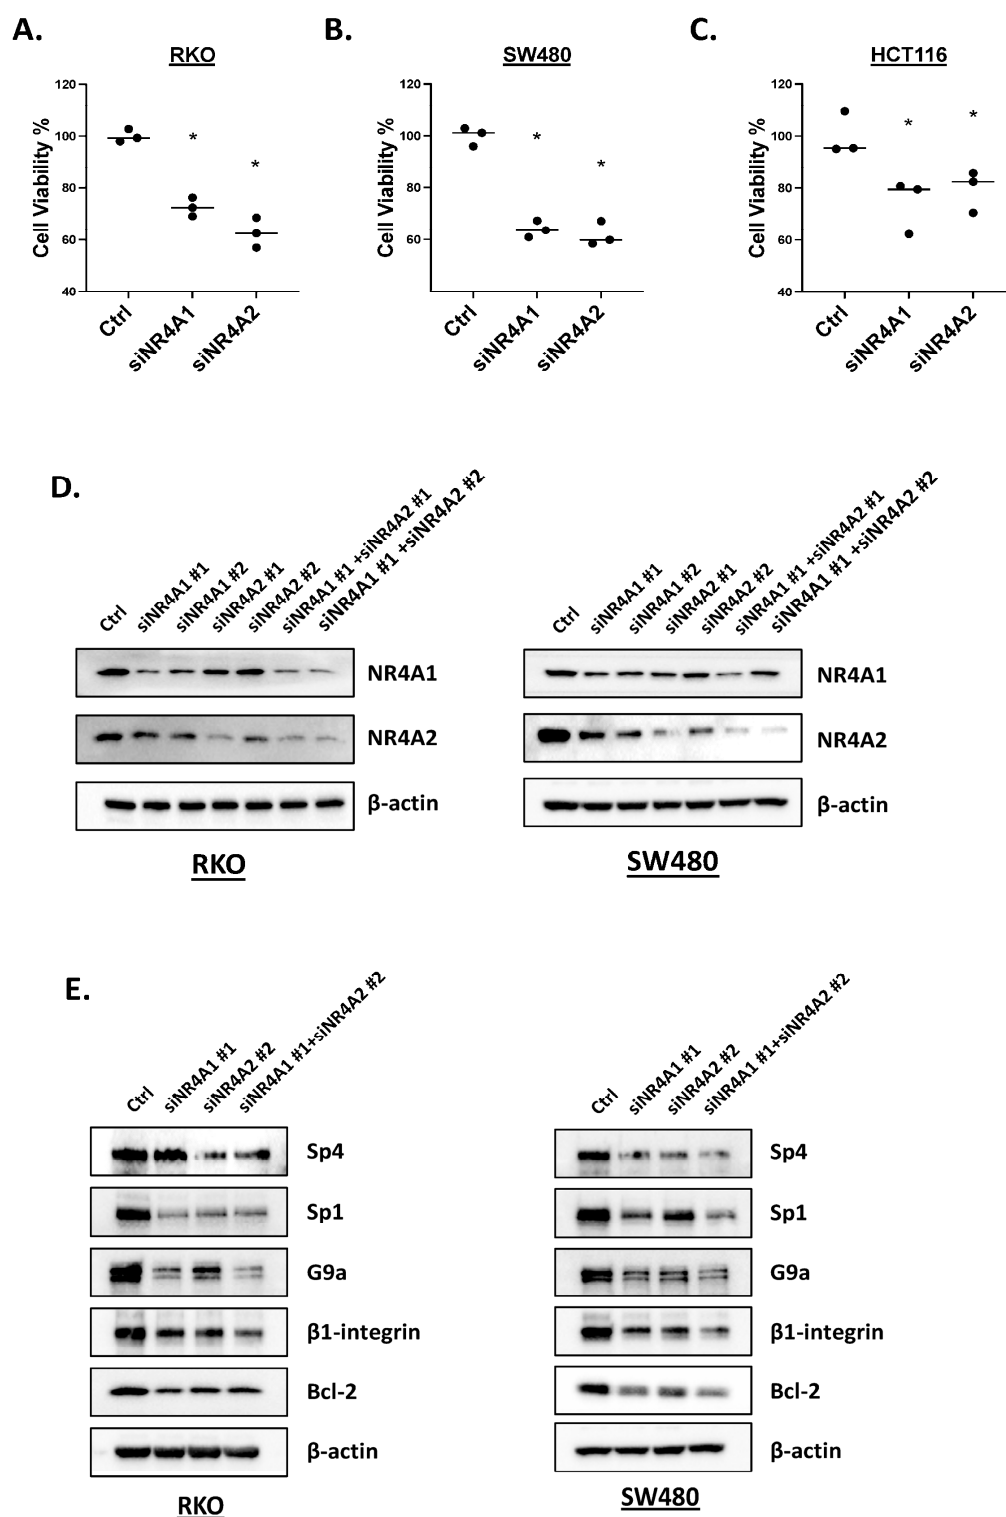 A.
RKO
Cell Viability %
120
100
80
60
40
*
*
Ctrl
siNR4A1
siNR4A2
B.
SW480
Cell Viability %
120
100
80
60
40
*
*
Ctrl
siNR4A1
siNR4A2
C.
HCT116
Cell Viability %
120
100
80
60
40
*
*
Ctrl
siNR4A1
siNR4A2
D.
Ctrl
siNR4A1 #1
siNR4A1 #2
siNR4A2 #1
siNR4A2 #2
siNR4A1 #1 +siNR4A2 #1
siNR4A1 #1 +siNR4A2 #2
NR4A1
NR4A2
β-actin
RKO
Ctrl
siNR4A1 #1
siNR4A1 #2
siNR4A2 #1
siNR4A2 #2
siNR4A1 #1 +siNR4A2 #1
siNR4A1 #1 +siNR4A2 #2
NR4A1
NR4A2
β-actin
SW480
E.
Ctrl
siNR4A1 #1
siNR4A2 #2
siNR4A1 #1+siNR4A2 #2
Sp4
Sp1
G9a
β1-integrin
Bcl-2
β-actin
RKO
Ctrl
siNR4A1 #1
siNR4A2 #2
siNR4A1 #1+siNR4A2 #2
Sp4
Sp1
G9a
β1-integrin
Bcl-2
β-actin
SW480